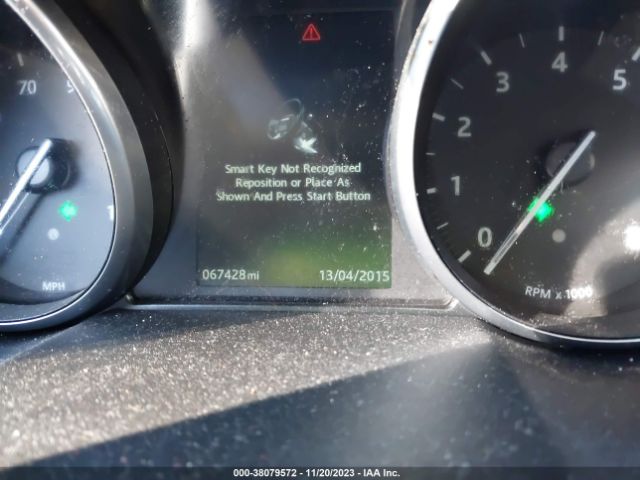 70
MPH
Smart Key Not Recognized
Reposition or Place As
Shown And Press Start Button
067428mi
13/04/2015
0
1
2
3
4
5
RPM x 1000
000-38079572 - 11/20/2023 - IAA Inc.